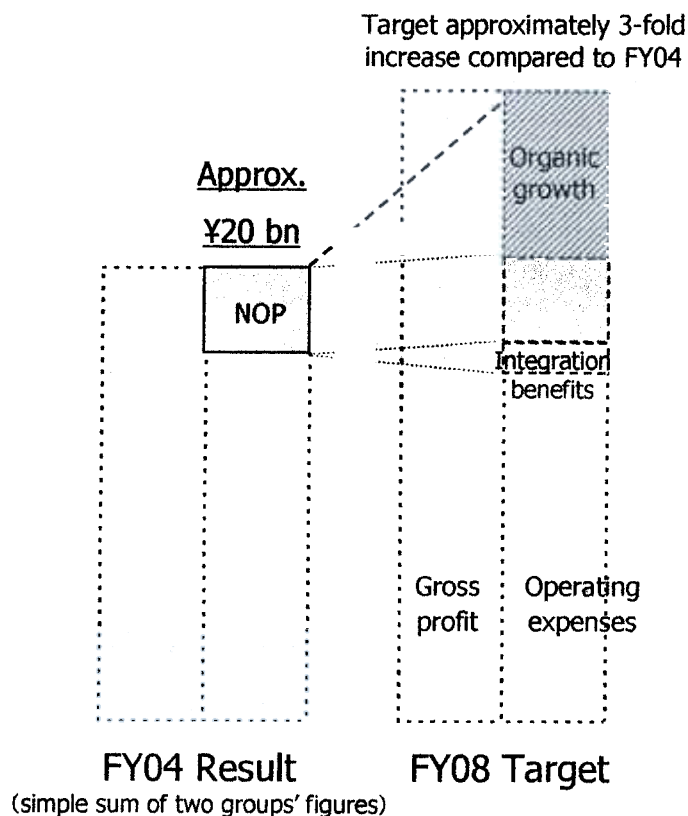 Target approximately 3-fold
increase compared to FY04
Approx.
¥20 bn
NOP
Organic
growth
Integration
benefits
Gross
profit
Operating
expenses
FY04 Result
(simple sum of two groups' figures)
FY08 Target